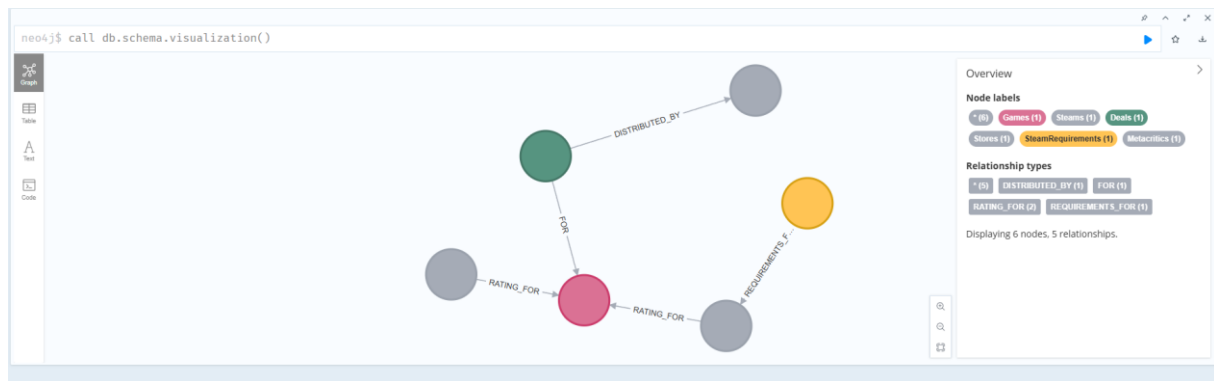 neo4j$ call db.schema.visualization()
Graph
Table
A
Text
Code
DISTRIBUTED_BY
FOR
RATING_FOR
RATING_FOR
REQUIREMENTS_F…
Overview
Node labels
* (6) Games (1) Steams (1) Deals (1)
Stores (1) SteamRequirements (1) Metacritics (1)
Relationship types
* (5) DISTRIBUTED_BY (1) FOR (1)
RATING_FOR (2) REQUIREMENTS_FOR (1)
Displaying 6 nodes, 5 relationships.